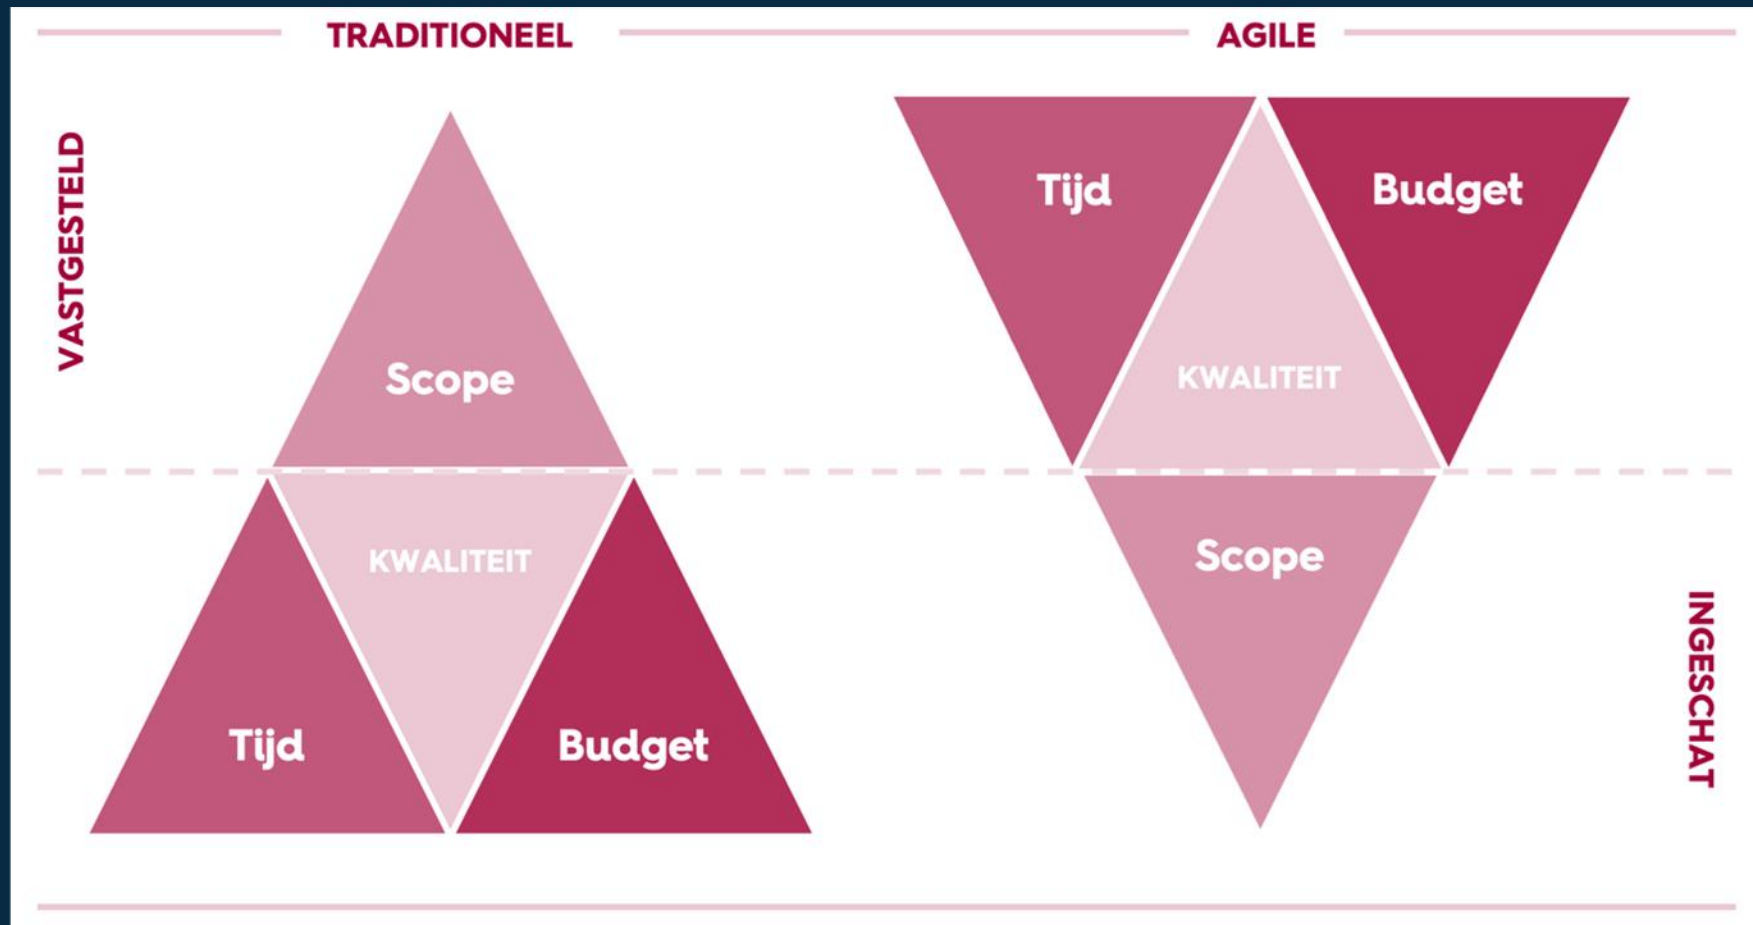 TRADITIONEEL
AGILE
VASTGESTELD
Scope
KWALITEIT
Tijd
Budget
Tijd
Budget
KWALITEIT
Scope
INGESCHAT